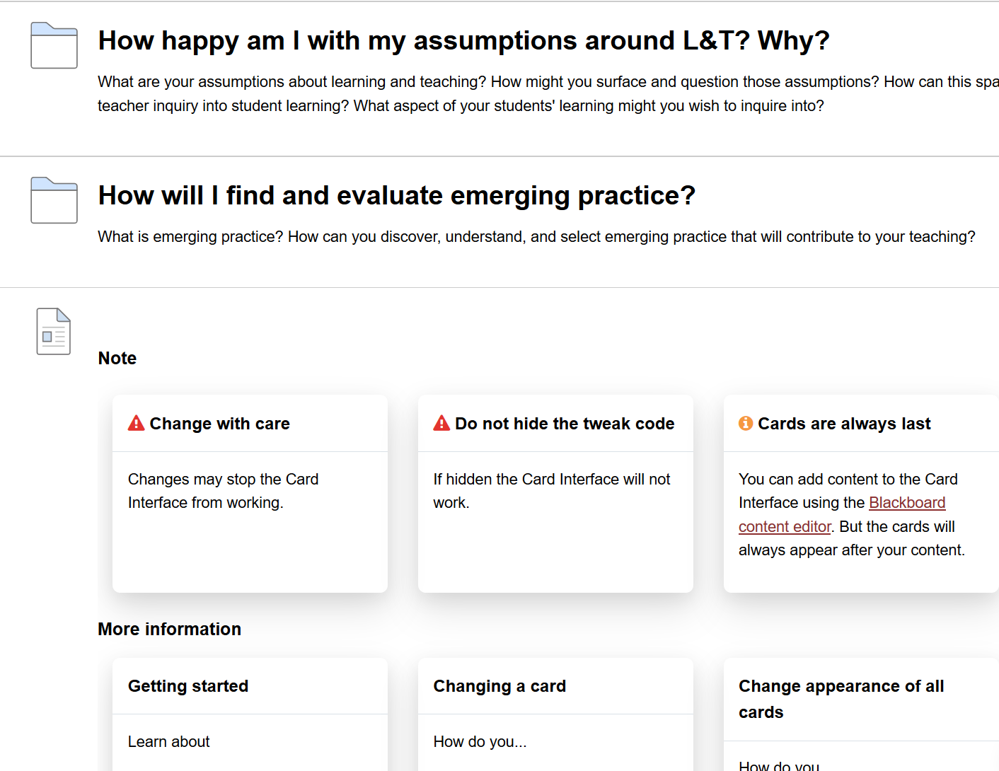 How happy am I with my assumptions around L&T? Why?
What are your assumptions about learning and teaching? How might you surface and question those assumptions? How can this
teacher inquiry into student learning? What aspect of your students' learning might you wish to inquire into?
How will I find and evaluate emerging practice?
What is emerging practice? How can you discover, understand, and select emerging practice that will contribute to your teaching?
Note
Change with care
Changes may stop the Card
Interface from working.
Do not hide the tweak code
If hidden the Card Interface will not
work.
Cards are always last
You can add content to the Card
Interface using the Blackboard
content editor. But the cards will
always appear after your content.
More information
Getting started
Learn about
Changing a card
How do you...
Change appearance of all
cards
How do you